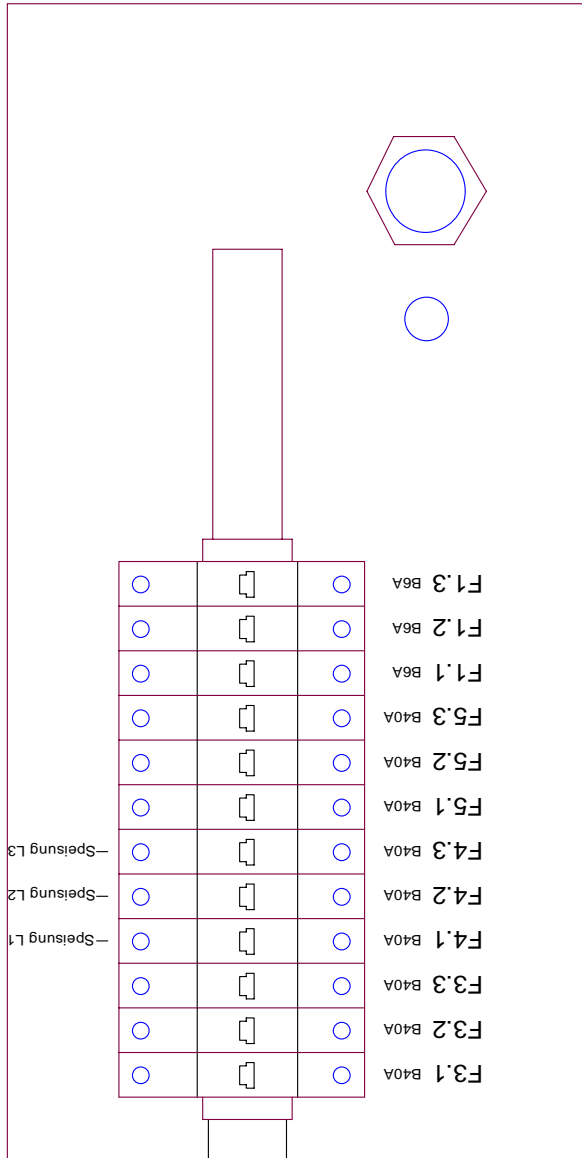 F3.1 B40A
F3.2 B40A
F3.3 B40A
F4.1 B40A —Speisung L1
F4.2 B40A —Speisung L2
F4.3 B40A —Speisung L3
F5.1 B40A
F5.2 B40A
F5.3 B40A
F1.1 B6A
F1.2 B6A
F1.3 B6A